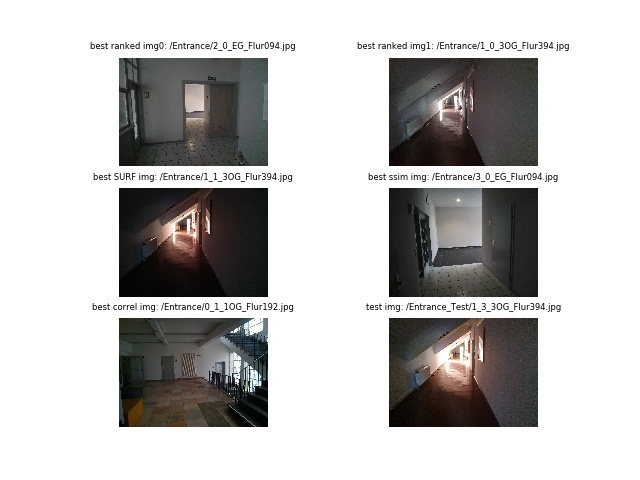 best ranked img0: /Entrance/2_0_EG_Flur094.jpg
best ranked img1: /Entrance/1_0_3OG_Flur394.jpg
best SURF img: /Entrance/1_1_3OG_Flur394.jpg
best ssim img: /Entrance/3_0_EG_Flur094.jpg
best correl img: /Entrance/0_1_1OG_Flur192.jpg
test img: /Entrance_Test/1_3_3OG_Flur394.jpg